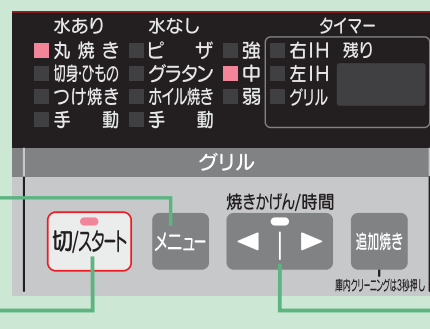 水あり 水なし タイマー
丸焼き ピザ 強 右IH 残り
切身・ひもの グラタン 中 左IH
つけ焼き ホイル焼き 弱 グリル
手動 手動
グリル
焼きかげん/時間
切/スタート メニュー 追加焼き
庫内クリーニングは3秒押し